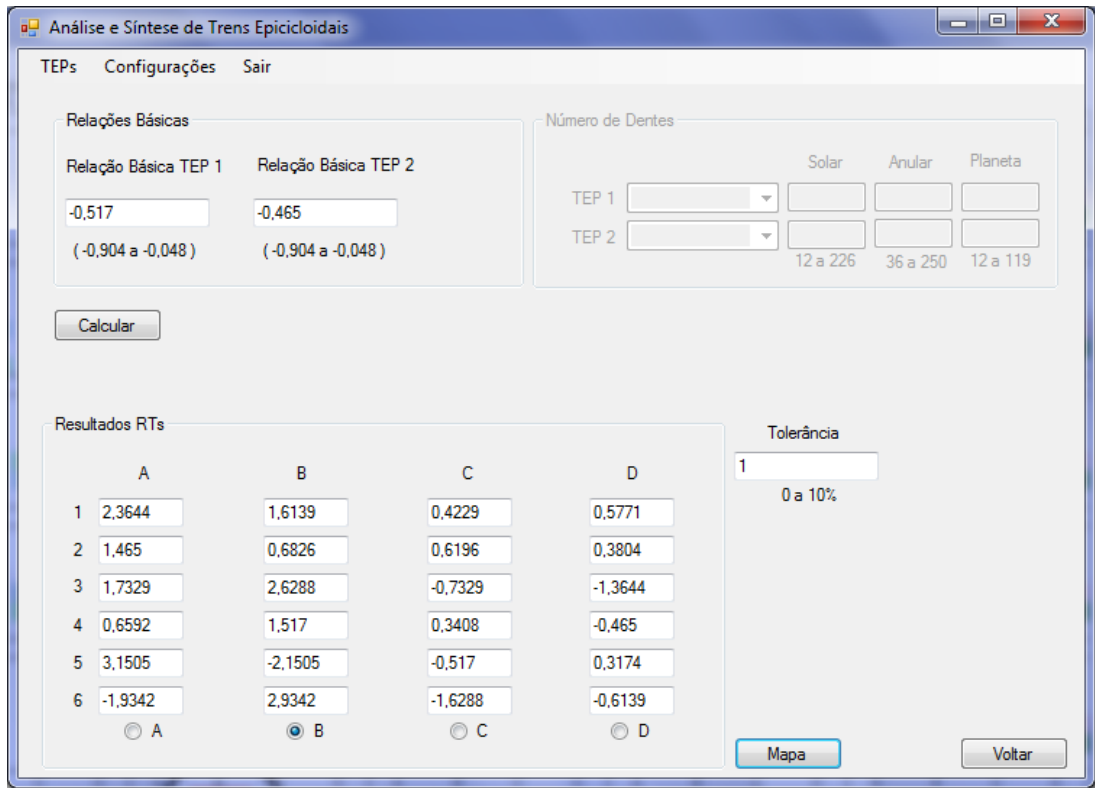 Análise e Síntese de Trens Epicicloidais
TEPs Configurações Sair
Relações Básicas
Relação Básica TEP 1 Relação Básica TEP 2
-0,517 -0,465
( -0,904 a -0,048 ) ( -0,904 a -0,048 )
Número de Dentes
Solar Anular Planeta
TEP 1
TEP 2
12 a 226 36 a 250 12 a 119
Calcular
Resultados RTs
A B C D
1 2,3644 1,6139 0,4229 0,5771
2 1,465 0,6826 0,6196 0,3804
3 1,7329 2,6288 -0,7329 -1,3644
4 0,6592 1,517 0,3408 -0,465
5 3,1505 -2,1505 -0,517 0,3174
6 -1,9342 2,9342 -1,6288 -0,6139
A B C D
Tolerância
1
0 a 10%
Mapa Voltar